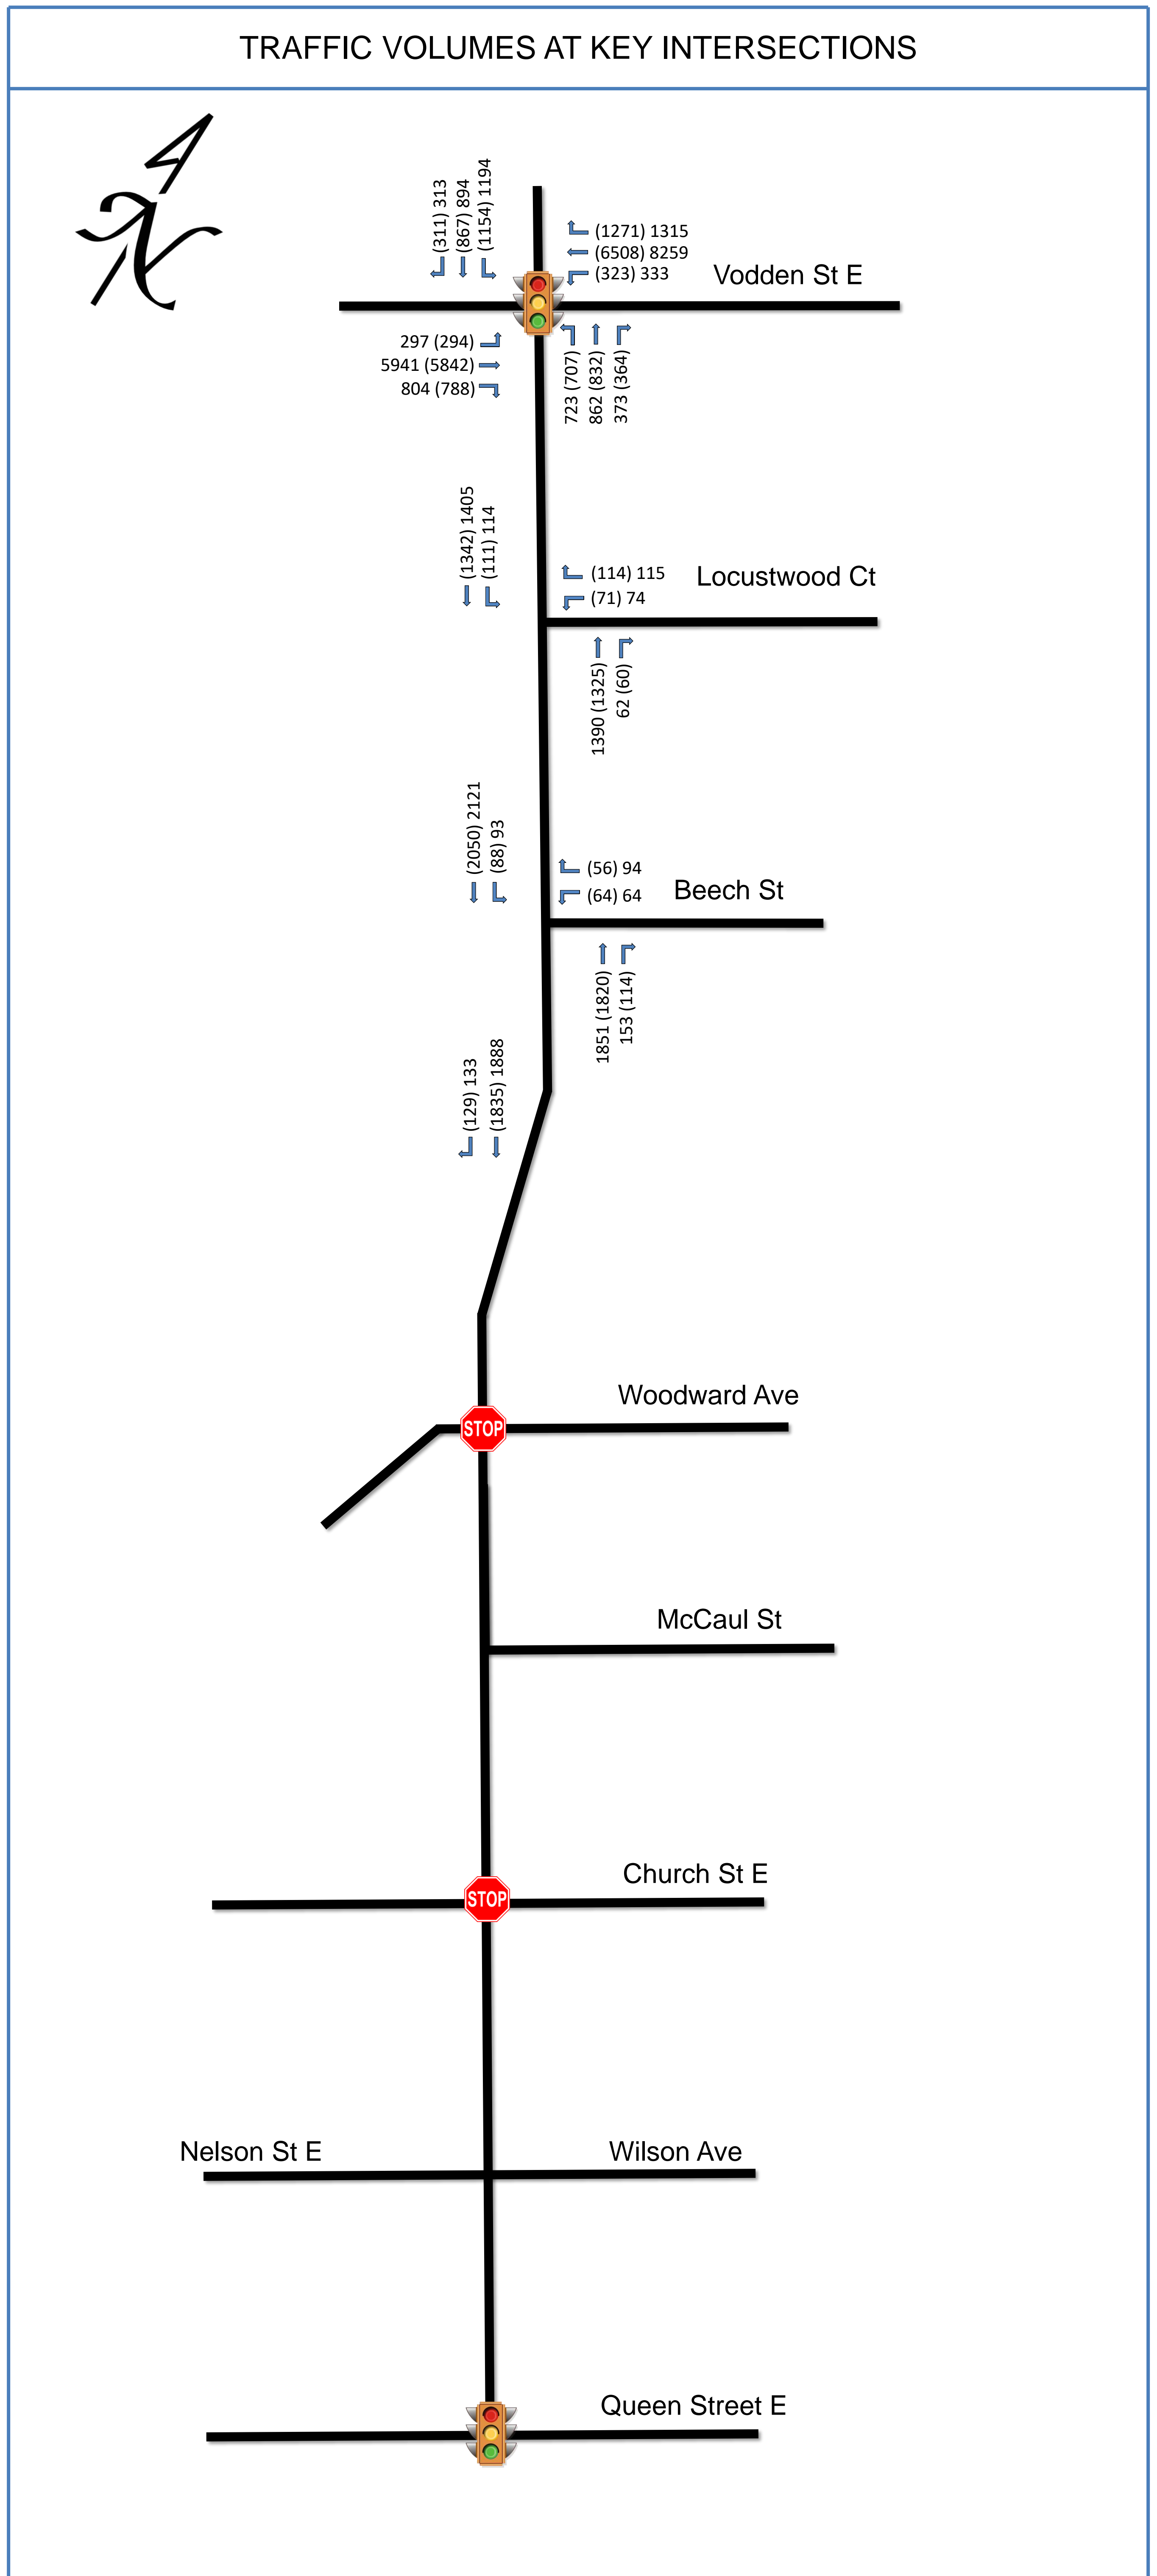 TRAFFIC VOLUMES AT KEY INTERSECTIONS
(311) 313
(867) 894
(1154) 1194
(1271) 1315
(6508) 8259
(323) 333
Vodden St E
297 (294)
5941 (5842)
804 (788)
723 (707)
862 (832)
373 (364)
(1342) 1405
(111) 114
(114) 115
(71) 74
Locustwood Ct
1390 (1325)
62 (60)
(2050) 2121
(88) 93
(56) 94
(64) 64
Beech St
1851 (1820)
153 (114)
(129) 133
(1835) 1888
Woodward Ave
STOP
McCaul St
Church St E
STOP
Nelson St E
Wilson Ave
Queen Street E